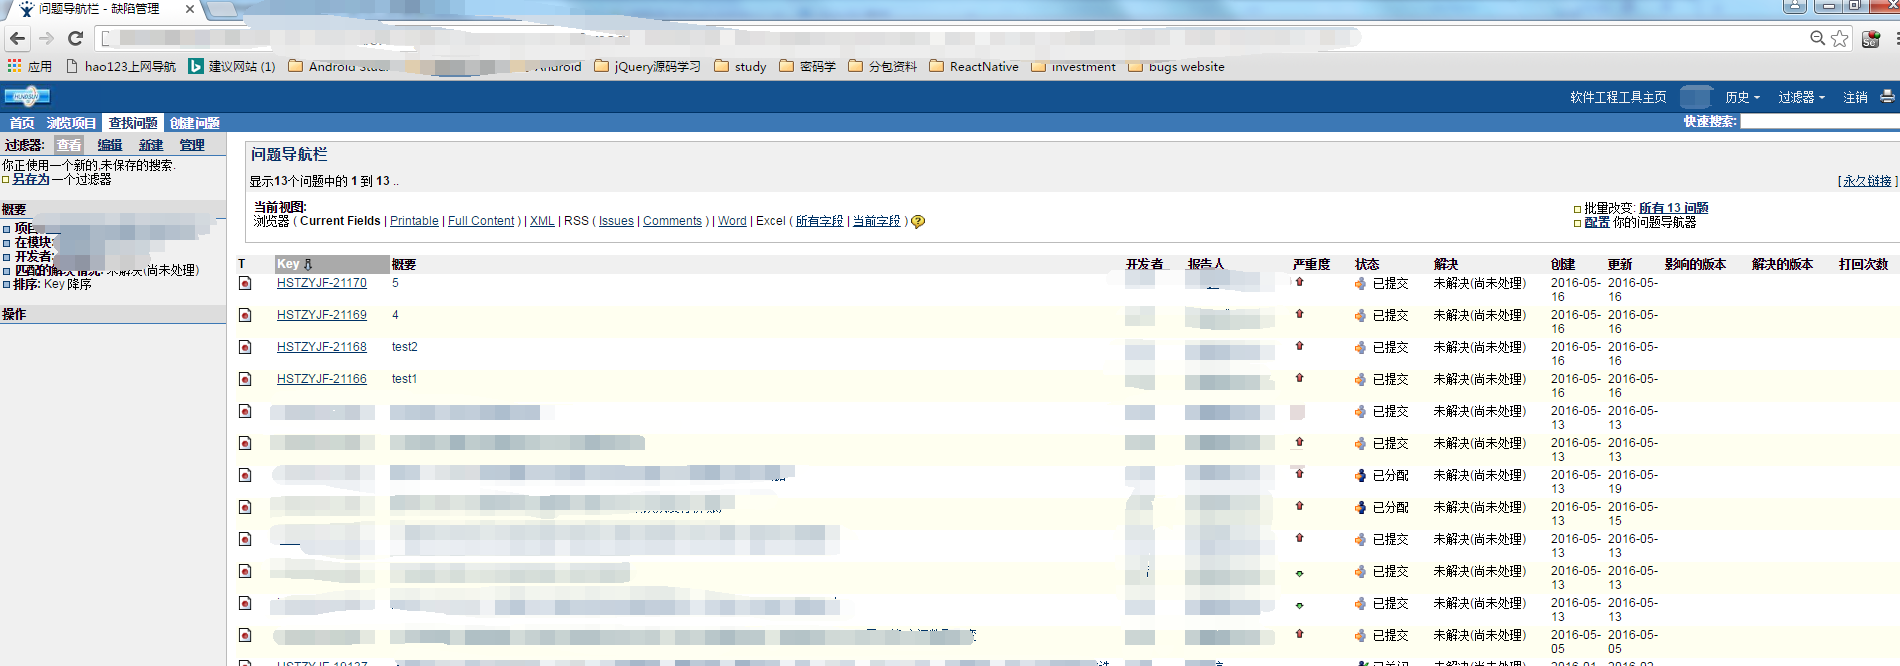 问题导航栏 - 缺陷管理
应用 hao123上网导航 建议网站 (1) Android Android jQuery源码学习 study 密码学 分包资料 ReactNative investment bugs website
软件工程工具主页 历史 过滤器 注销
首页 浏览项目 查找问题 创建问题 快速搜索:
过滤器: 查看 编辑 新建 管理
你正使用一个新的,未保存的搜索.
另存为 一个过滤器
概要
项目
在模块:
开发者:
匹配的解决情况: 未解决(尚未处理)
排序: Key 降序
操作
问题导航栏
显示13个问题中的 1 到 13 ..
[ 永久链接 ]
当前视图:
浏览器 ( Current Fields | Printable | Full Content ) | XML | RSS ( Issues | Comments ) | Word | Excel ( 所有字段 | 当前字段 )
批量改变: 所有 13 问题
配置 你的问题导航器
T Key 概要 开发者 报告人 严重度 状态 解决 创建 更新 影响的版本 解决的版本 打回次数
HSTZYJF-21170 5 已提交 未解决(尚未处理) 2016-05-16 2016-05-16
HSTZYJF-21169 4 已提交 未解决(尚未处理) 2016-05-16 2016-05-16
HSTZYJF-21168 test2 已提交 未解决(尚未处理) 2016-05-16 2016-05-16
HSTZYJF-21166 test1 已提交 未解决(尚未处理) 2016-05-16 2016-05-16
已提交 未解决(尚未处理) 2016-05-13 2016-05-13
已提交 未解决(尚未处理) 2016-05-13 2016-05-13
已分配 未解决(尚未处理) 2016-05-13 2016-05-19
已分配 未解决(尚未处理) 2016-05-13 2016-05-15
已提交 未解决(尚未处理) 2016-05-13 2016-05-13
已提交 未解决(尚未处理) 2016-05-13 2016-05-13
已提交 未解决(尚未处理) 2016-05-13 2016-05-13
已提交 未解决(尚未处理) 2016-05-05 2016-05-05